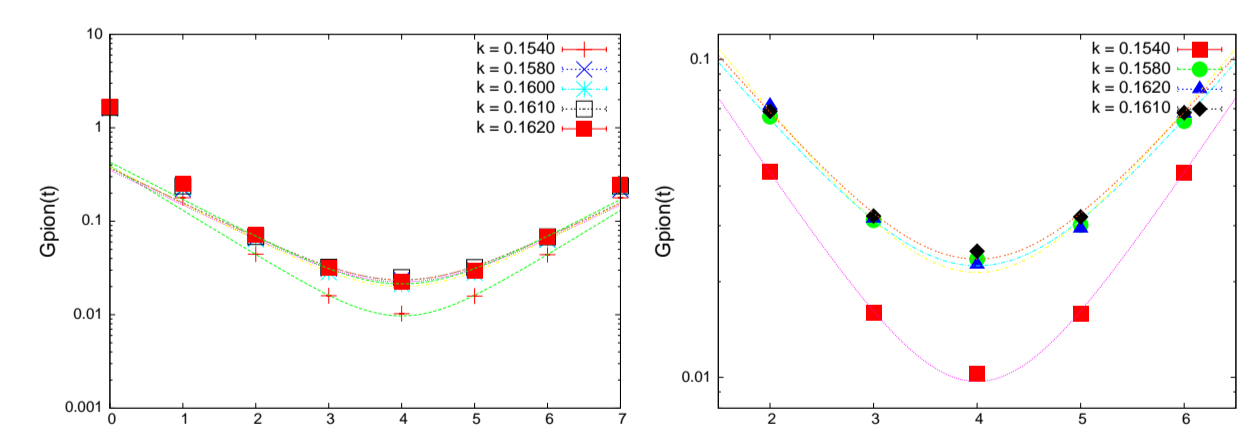 10
1
0.1
0.01
0.001
Gpion(t)
k = 0.1540
k = 0.1580
k = 0.1600
k = 0.1610
k = 0.1620
0 1 2 3 4 5 6 7
0.1
0.01
Gpion(t)
k = 0.1540
k = 0.1580
k = 0.1620
k = 0.1610
2 3 4 5 6